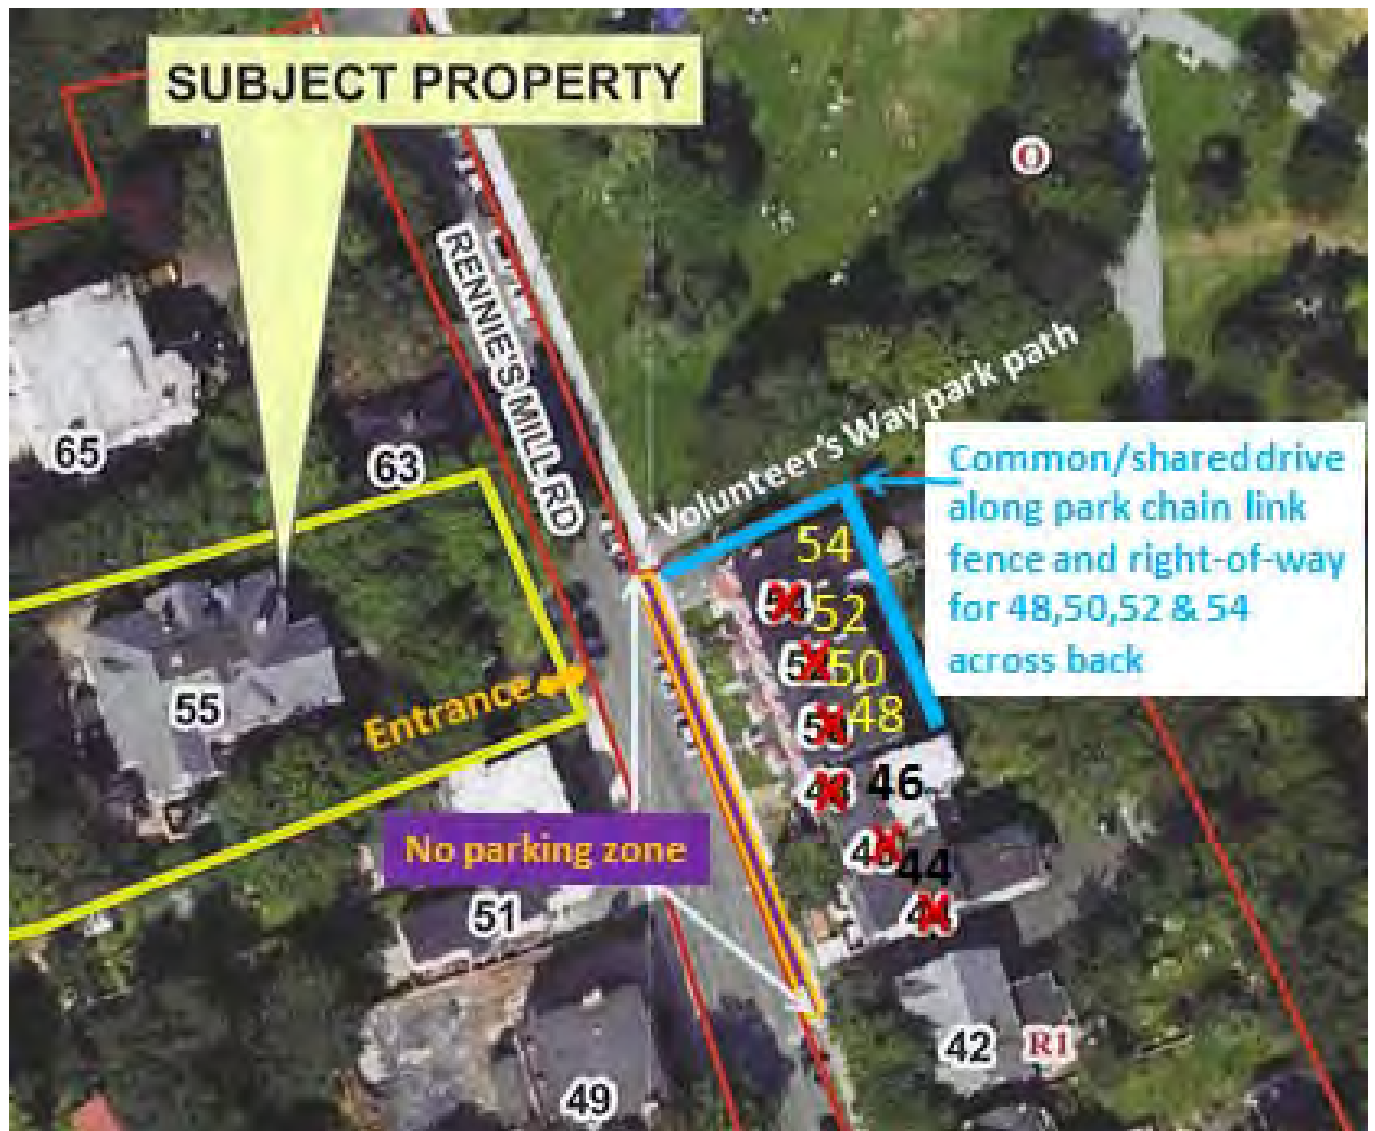 SUBJECT PROPERTY
O
RENNIE'S MILL RD
Volunteer's Way park path
65
63
Common/shared drive
along park chain link
fence and right-of-way
for 48,50,52 & 54
across back
54
52
50
48
55
Entrance
46
44
No parking zone
51
42
R1
49